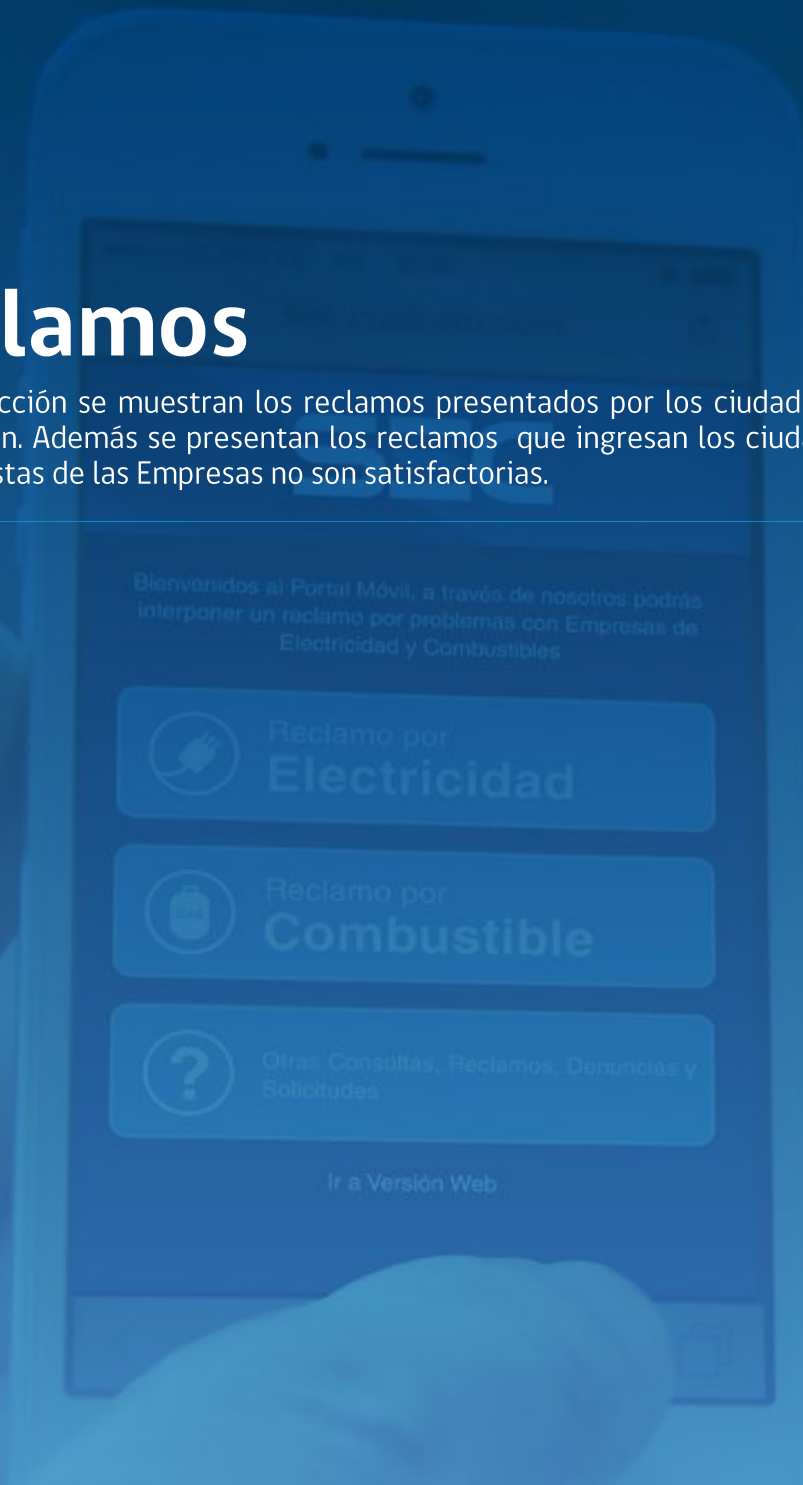 lamos
cción se muestran los reclamos presentados por los ciudad
n. Además se presentan los reclamos que ingresan los ciud
stas de las Empresas no son satisfactorias.
SEC
Bienvenidos al Portal Móvil, a través de nosotros podrás
interponer un reclamo por problemas con Empresas de
Electricidad y Combustibles
Reclamo por
Electricidad
Reclamo por
Combustible
Otras Consultas, Reclamos, Denuncias y
Solicitudes
Ir a Versión Web